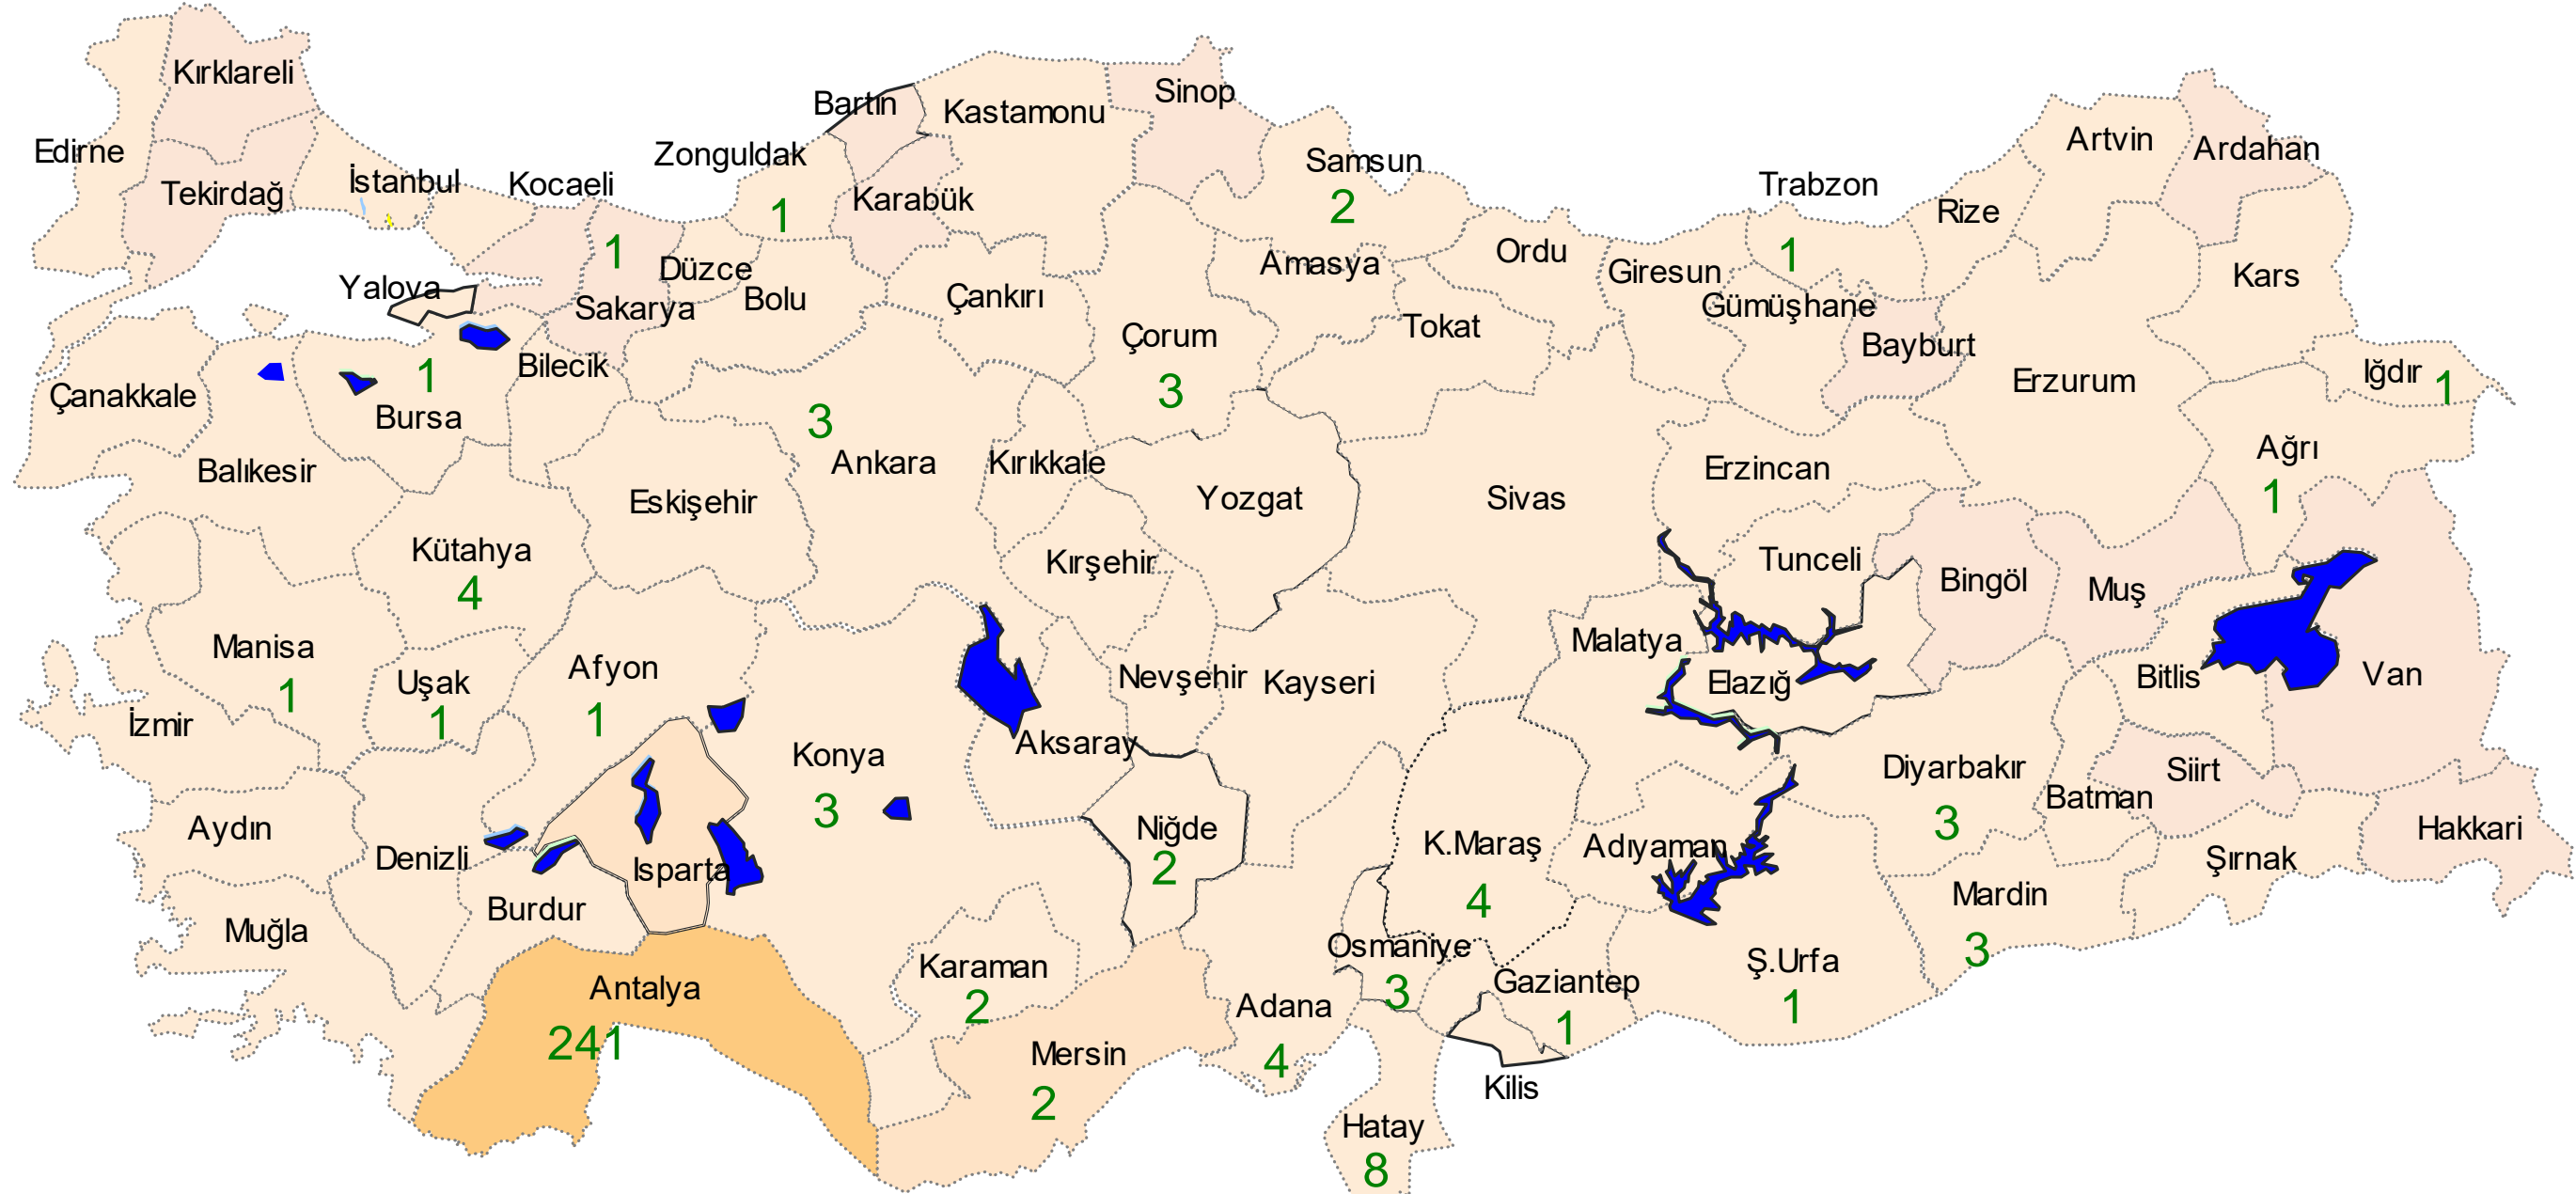 Kırklareli
Sinop
Bartın
Kastamonu
Edirne
Tekirdağ
İstanbul
Kocaeli
Zonguldak
1
Karabük
Samsun
2
Artvin
Ardahan
Trabzon
1
Rize
Ordu
Giresun
Gümüşhane
Bayburt
Kars
1
Sakarya
Düzce
Bolu
Çankırı
Amasya
Tokat
Çorum
3
Yalova
Bilecik
1
Bursa
Çanakkale
Balıkesir
3
Ankara
Kırıkkale
Yozgat
Sivas
Erzincan
Erzurum
Iğdır
1
Ağrı
1
Eskişehir
Kütahya
4
Kırşehir
Tunceli
Bingöl
Muş
Manisa
1
Uşak
1
Afyon
1
Nevşehir
Kayseri
Malatya
Elazığ
Bitlis
Van
İzmir
Konya
3
Aksaray
Niğde
2
Diyarbakır
3
Batman
Siirt
Hakkari
Şırnak
Aydın
Denizli
Isparta
Burdur
K.Maraş
4
Adıyaman
Mardin
3
Muğla
Antalya
241
Karaman
2
Mersin
2
Adana
4
Osmaniye
3
Gaziantep
1
Ş.Urfa
1
Kilis
Hatay
8